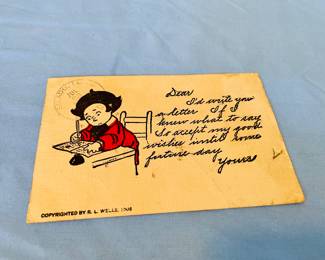 Dear
I'd write you
a letter. If I
knew what to say
So accept my good
wishes until some
future day
Yours
COPYRIGHTED BY R. L. WELLS, 1906